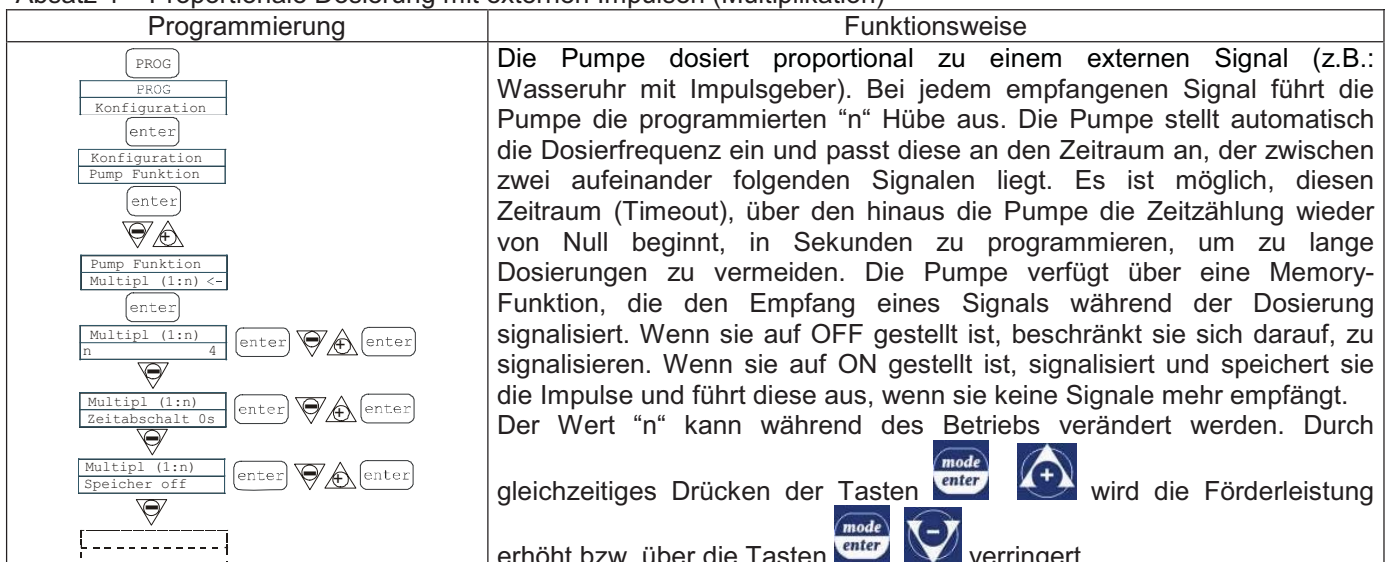 Absatz 1 – Proportionale Dosierung mit externen Impulsen (Multiplikation)
Programmierung
Funktionsweise
PROG
PROG
Konfiguration
enter
Konfiguration
Pump Funktion
enter
Pump Funktion
Multipl (1:n) <-
enter
Multipl (1:n)
n 4
enter enter
Multipl (1:n)
Zeitabschalt 0s
enter enter
Multipl (1:n)
Speicher off
enter enter
Die Pumpe dosiert proportional zu einem externen Signal (z.B.:
Wasseruhr mit Impulsgeber). Bei jedem empfangenen Signal führt die
Pumpe die programmierten “n“ Hübe aus. Die Pumpe stellt automatisch
die Dosierfrequenz ein und passt diese an den Zeitraum an, der zwischen
zwei aufeinander folgenden Signalen liegt. Es ist möglich, diesen
Zeitraum (Timeout), über den hinaus die Pumpe die Zeitzählung wieder
von Null beginnt, in Sekunden zu programmieren, um zu lange
Dosierungen zu vermeiden. Die Pumpe verfügt über eine Memory-
Funktion, die den Empfang eines Signals während der Dosierung
signalisiert. Wenn sie auf OFF gestellt ist, beschränkt sie sich darauf, zu
signalisieren. Wenn sie auf ON gestellt ist, signalisiert und speichert sie
die Impulse und führt diese aus, wenn sie keine Signale mehr empfängt.
Der Wert “n“ kann während des Betriebs verändert werden. Durch
gleichzeitiges Drücken der Tasten mode enter + wird die Förderleistung
erhöht bzw. über die Tasten mode enter - verringert